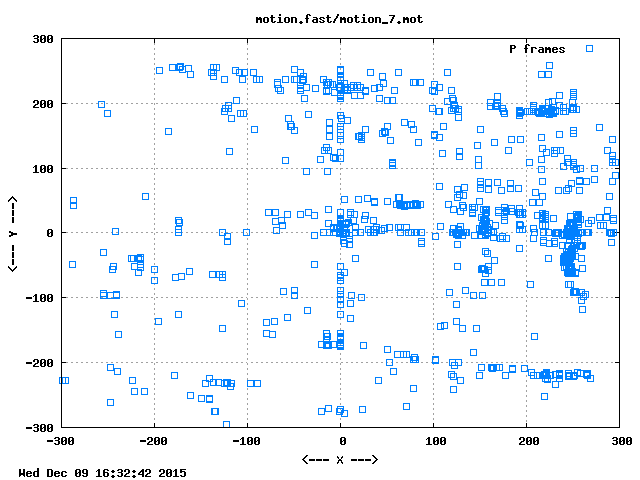 motion.fast/motion_7.mot
P frames
300
200
100
0
-100
-200
-300
<--- Y --->
-300 -200 -100 0 100 200 300
<--- X --->
Wed Dec 09 16:32:42 2015